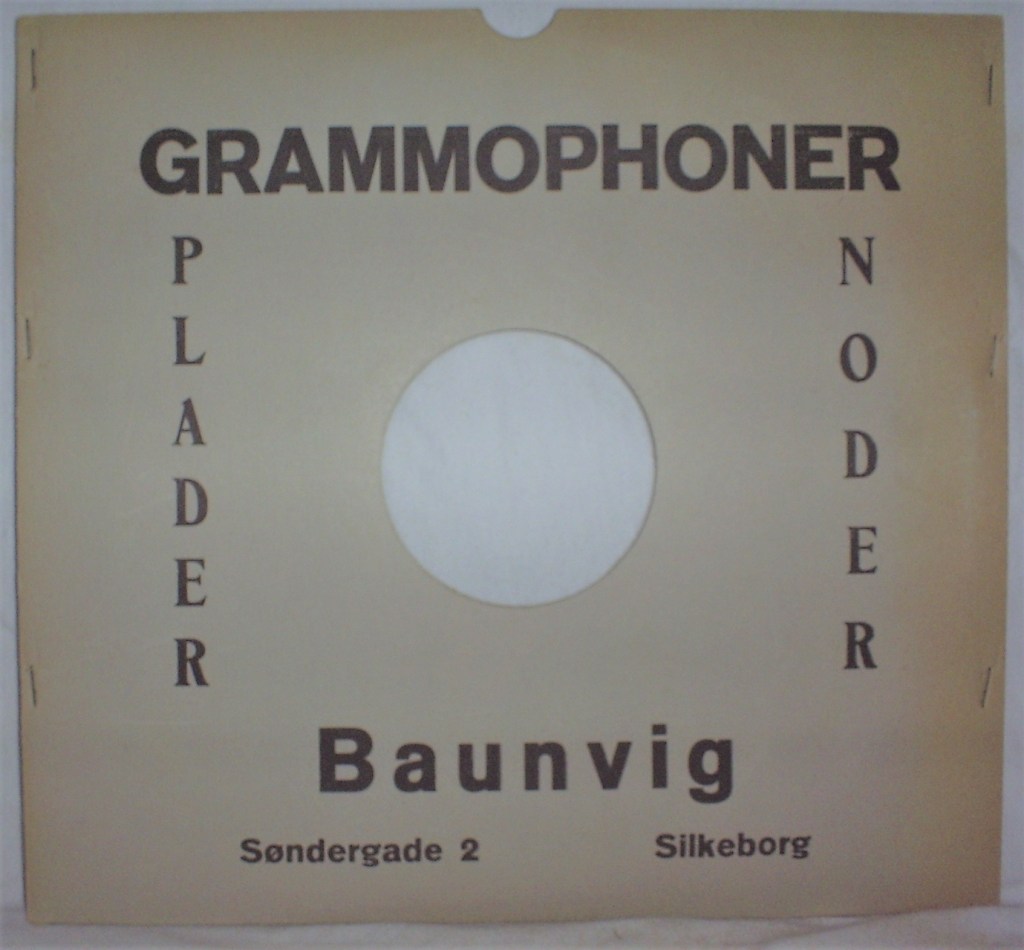 GRAMMOPHONER
PLADER
NODER
Baunvig
Søndergade 2 Silkeborg